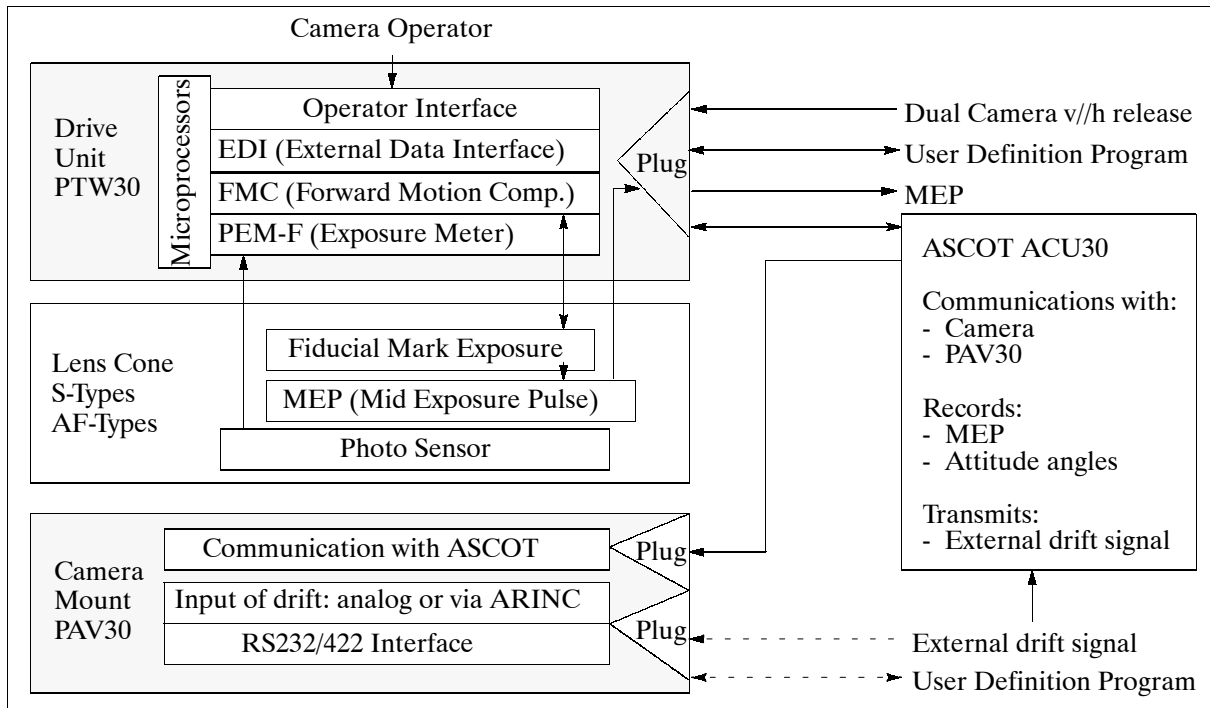 Camera Operator
Drive
Unit
PTW30
Microprocessors
Operator Interface
EDI (External Data Interface)
FMC (Forward Motion Comp.)
PEM-F (Exposure Meter)
Plug
Dual Camera v//h release
User Definition Program
MEP
ASCOT ACU30
Communications with:
- Camera
- PAV30
Records:
- MEP
- Attitude angles
Transmits:
- External drift signal
Lens Cone
S-Types
AF-Types
Fiducial Mark Exposure
MEP (Mid Exposure Pulse)
Photo Sensor
Camera
Mount
PAV30
Communication with ASCOT
Plug
Input of drift: analog or via ARINC
RS232/422 Interface
Plug
External drift signal
User Definition Program